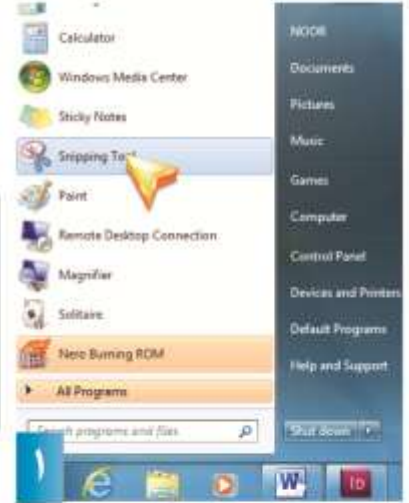 Calculator
Windows Media Center
Sticky Notes
Snipping
Paint
Remote Desktop Connection
Magnifier
Solitaire
Nero Burning ROM
All Programs
Search programs and files
NOOR
Documents
Pictures
Music
Games
Computer
Control Panel
Devices and Printers
Default Programs
Help and Support
Shut down
١
W
Ib